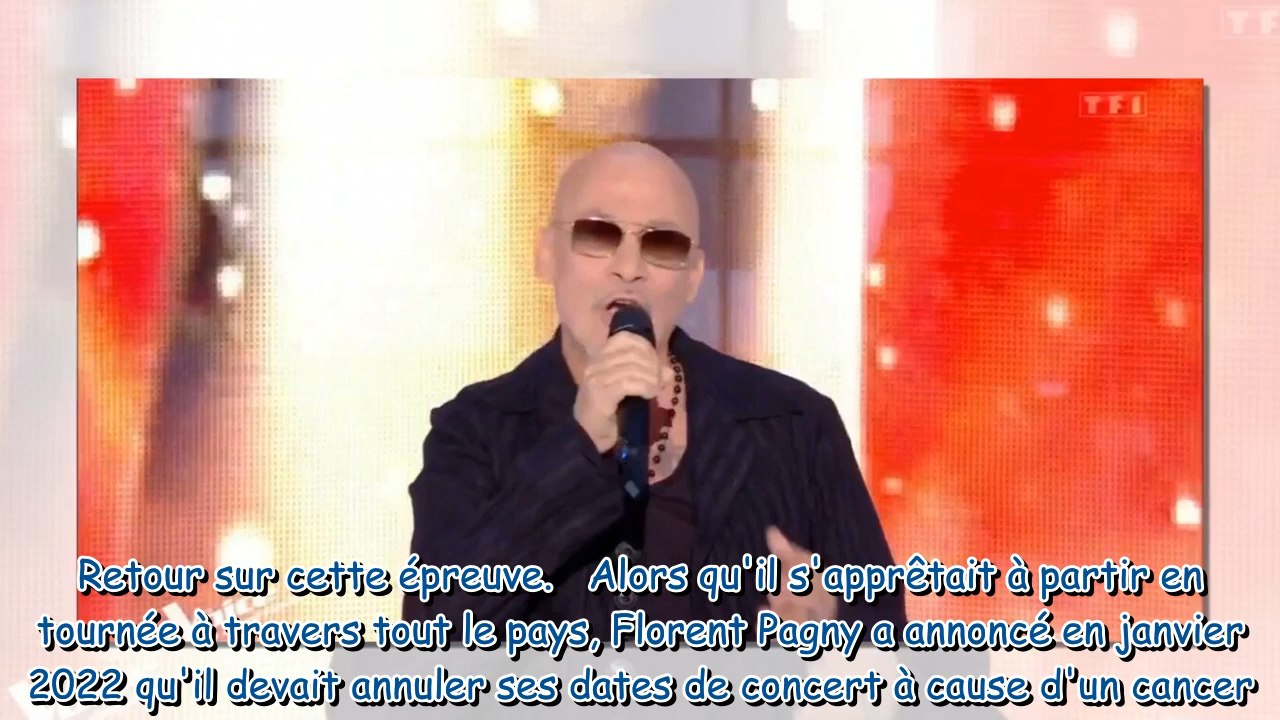 TF1
Retour sur cette épreuve. Alors qu'il s'apprêtait à partir en
tournée à travers tout le pays, Florent Pagny a annoncé en janvier
2022 qu'il devait annuler ses dates de concert à cause d'un cancer